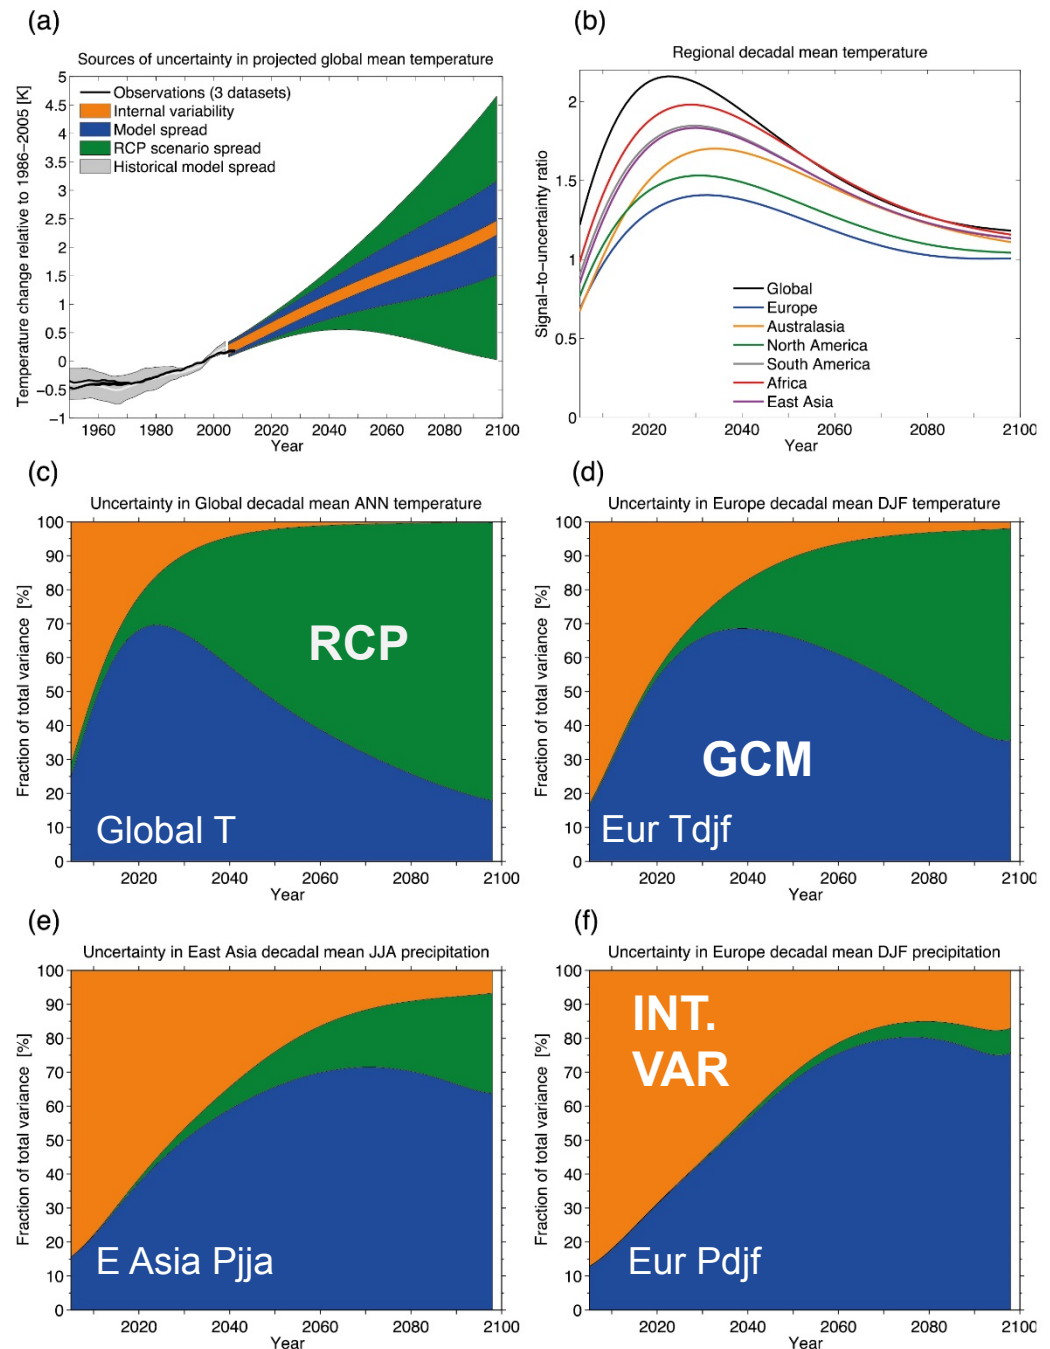 (a)
Sources of uncertainty in projected global mean temperature
Temperature change relative to 1986−2005 [K]
5
4.5
4
3.5
3
2.5
2
1.5
1
0.5
0
−0.5
−1
Observations (3 datasets)
Internal variability
Model spread
RCP scenario spread
Historical model spread
1960 1980 2000 2020 2040 2060 2080 2100
Year
(b)
Regional decadal mean temperature
Signal−to−uncertainty ratio
2
1.5
1
0.5
0
Global
Europe
Australasia
North America
South America
Africa
East Asia
2020 2040 2060 2080 2100
Year
(c)
Uncertainty in Global decadal mean ANN temperature
Fraction of total variance [%]
100
90
80
70
60
50
40
30
20
10
0
RCP
Global T
2020 2040 2060 2080 2100
Year
(d)
Uncertainty in Europe decadal mean DJF temperature
Fraction of total variance [%]
100
90
80
70
60
50
40
30
20
10
0
GCM
Eur Tdjf
2020 2040 2060 2080 2100
Year
(e)
Uncertainty in East Asia decadal mean JJA precipitation
Fraction of total variance [%]
100
90
80
70
60
50
40
30
20
10
0
E Asia Pjja
2020 2040 2060 2080 2100
Year
(f)
Uncertainty in Europe decadal mean DJF precipitation
Fraction of total variance [%]
100
90
80
70
60
50
40
30
20
10
0
INT.
VAR
Eur Pdjf
2020 2040 2060 2080 2100
Year